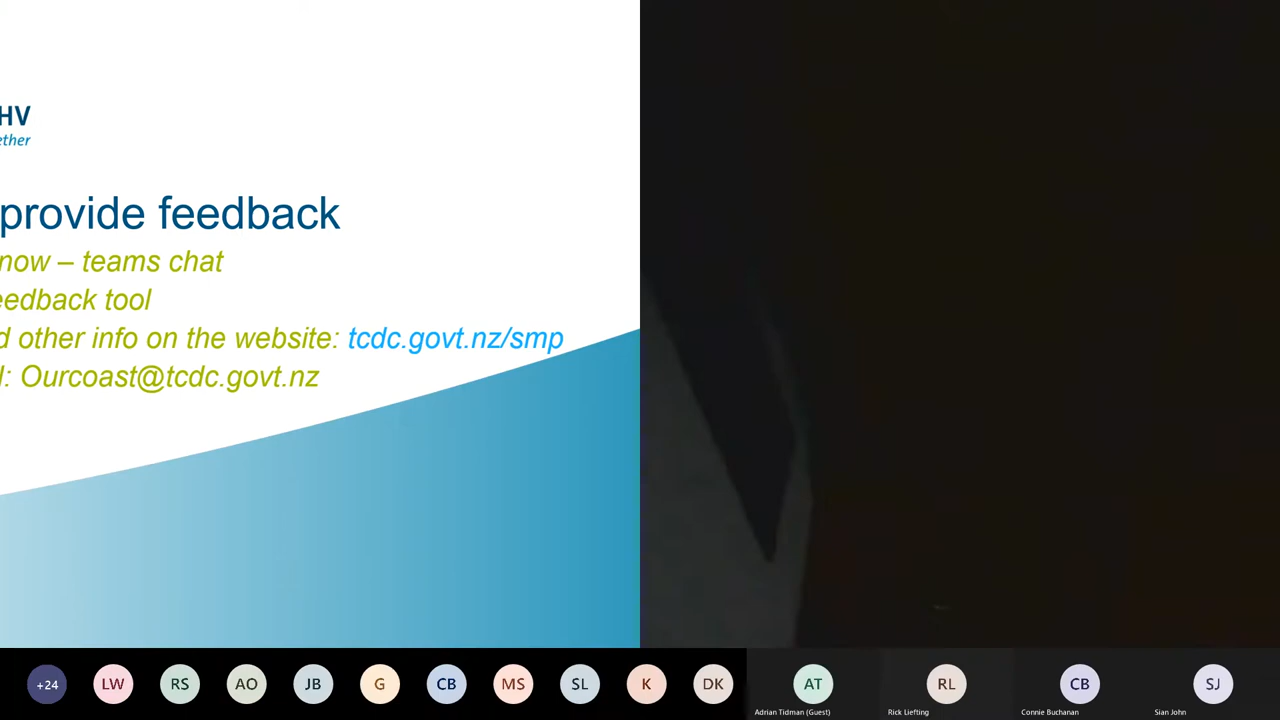 HV
ether
provide feedback
now – teams chat
eedback tool
d other info on the website: tcdc.govt.nz/smp
l: Ourcoast@tcdc.govt.nz
+24
LW
RS
AO
JB
G
CB
MS
SL
K
DK
AT
RL
CB
SJ
Adrian Tidman (Guest)
Rick Liefting
Connie Buchanan
Sian John